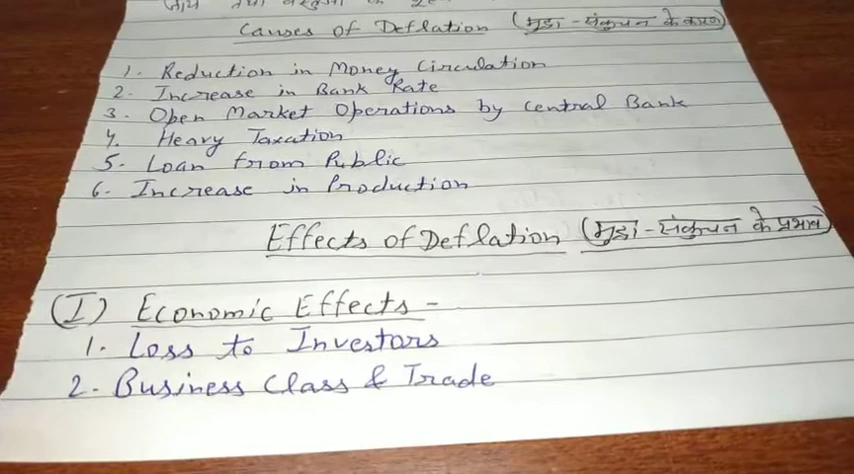 Causes of Deflation (मुद्रा-संकुचन के कारण)
1. Reduction in Money Circulation
2. Increase in Bank Rate
3. Open Market Operations by Central Bank
4. Heavy Taxation
5. Loan from Public
6. Increase in Production
Effects of Deflation (मुद्रा-संकुचन के प्रभाव)
(I) Economic Effects -
1. Loss to Investors
2. Business Class & Trade